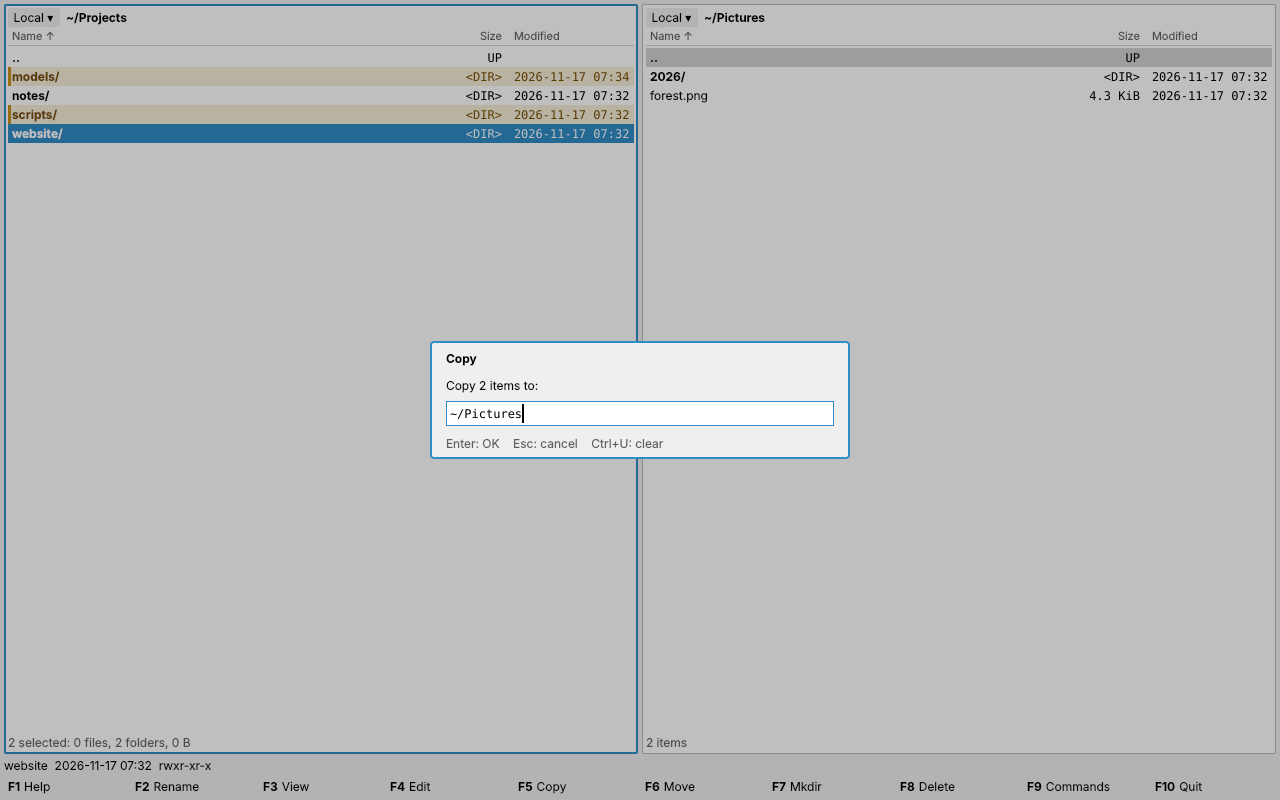 Local ▾ ~/Projects
Name ↑ Size Modified
.. UP
models/ <DIR> 2026-11-17 07:34
notes/ <DIR> 2026-11-17 07:32
scripts/ <DIR> 2026-11-17 07:32
website/ <DIR> 2026-11-17 07:32
2 selected: 0 files, 2 folders, 0 B
Local ▾ ~/Pictures
Name ↑ Size Modified
.. UP
2026/ <DIR> 2026-11-17 07:32
forest.png 4.3 KiB 2026-11-17 07:32
2 items
Copy
Copy 2 items to:
~/Pictures
Enter: OK Esc: cancel Ctrl+U: clear
website 2026-11-17 07:32 rwxr-xr-x
F1 Help F2 Rename F3 View F4 Edit F5 Copy F6 Move F7 Mkdir F8 Delete F9 Commands F10 Quit